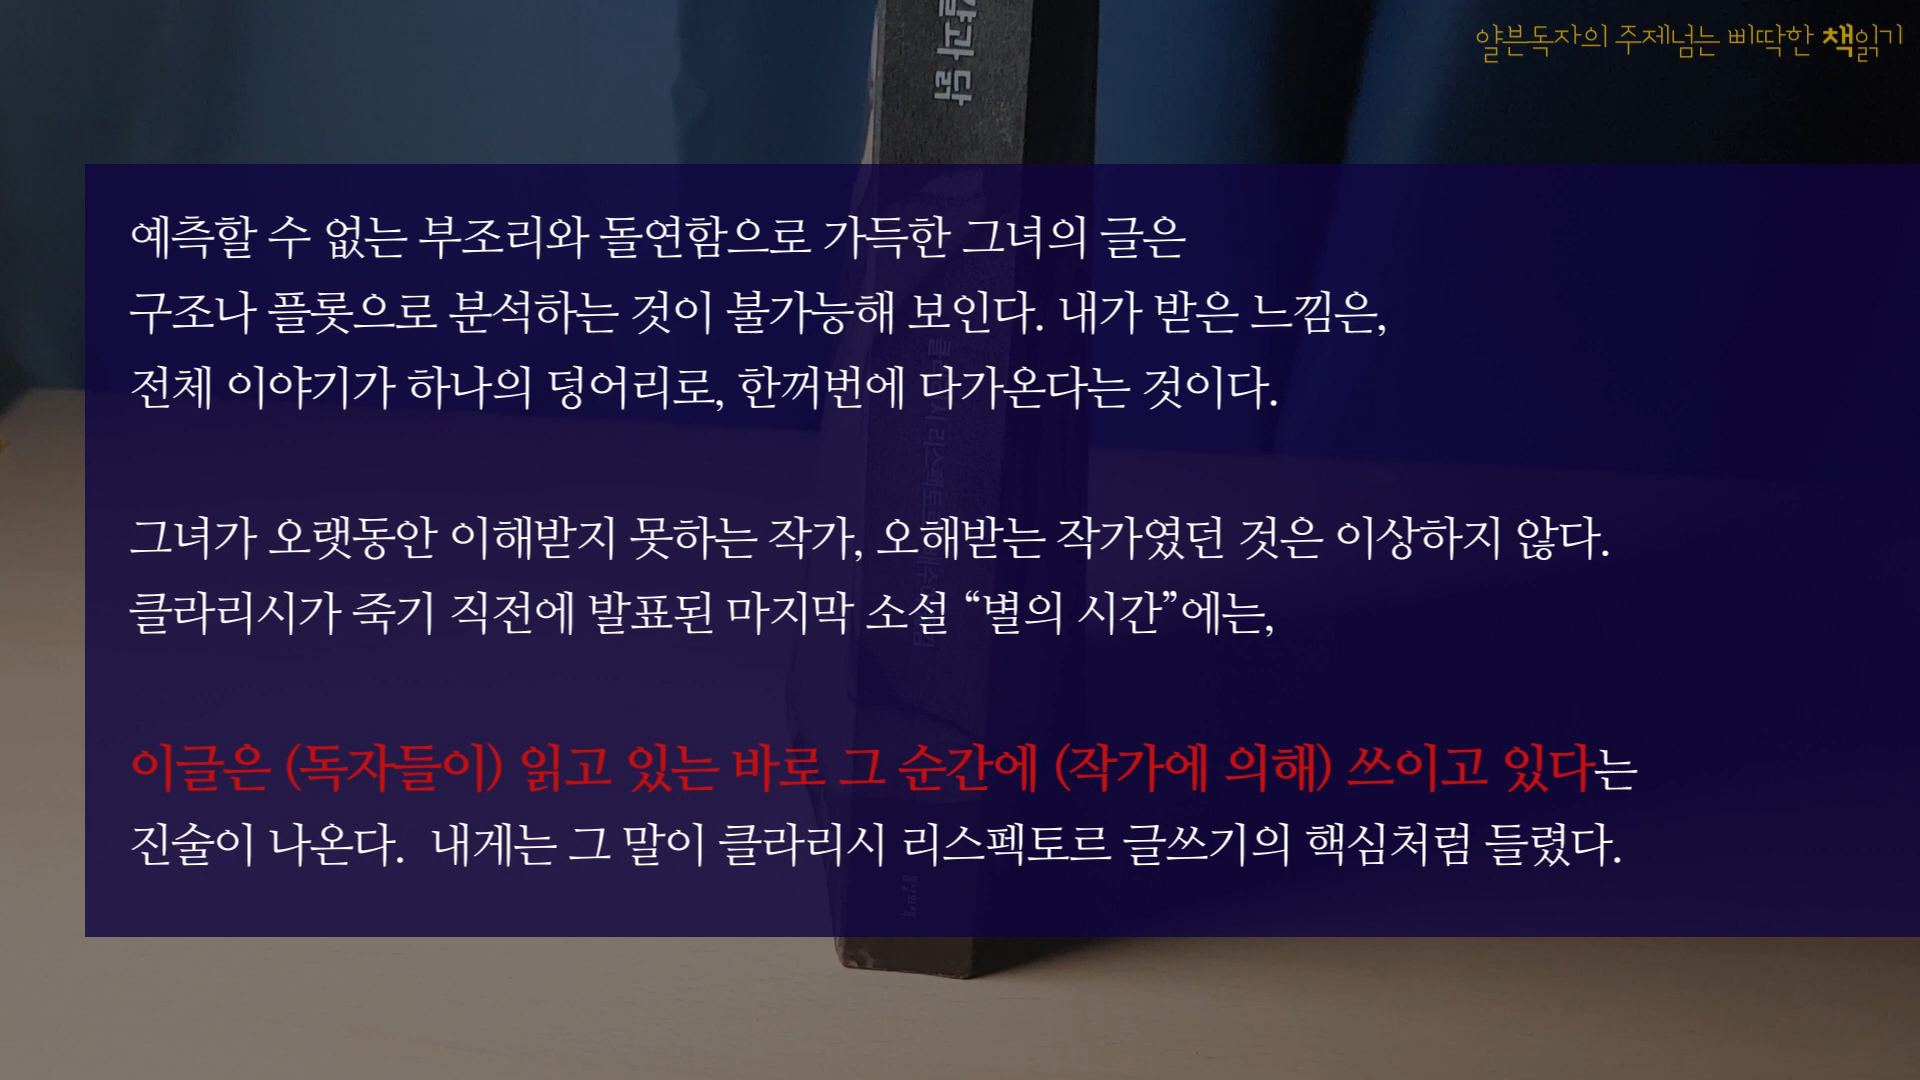 얄븐독자의 주제넘는 삐딱한 책읽기
달과 닭
예측할 수 없는 부조리와 돌연함으로 가득한 그녀의 글은
구조나 플롯으로 분석하는 것이 불가능해 보인다. 내가 받은 느낌은,
전체 이야기가 하나의 덩어리로, 한꺼번에 다가온다는 것이다.
그녀가 오랫동안 이해받지 못하는 작가, 오해받는 작가였던 것은 이상하지 않다.
클라리시가 죽기 직전에 발표된 마지막 소설 “별의 시간”에는,
이글은 (독자들이) 읽고 있는 바로 그 순간에 (작가에 의해) 쓰이고 있다는
진술이 나온다. 내게는 그 말이 클라리시 리스펙토르 글쓰기의 핵심처럼 들렸다.